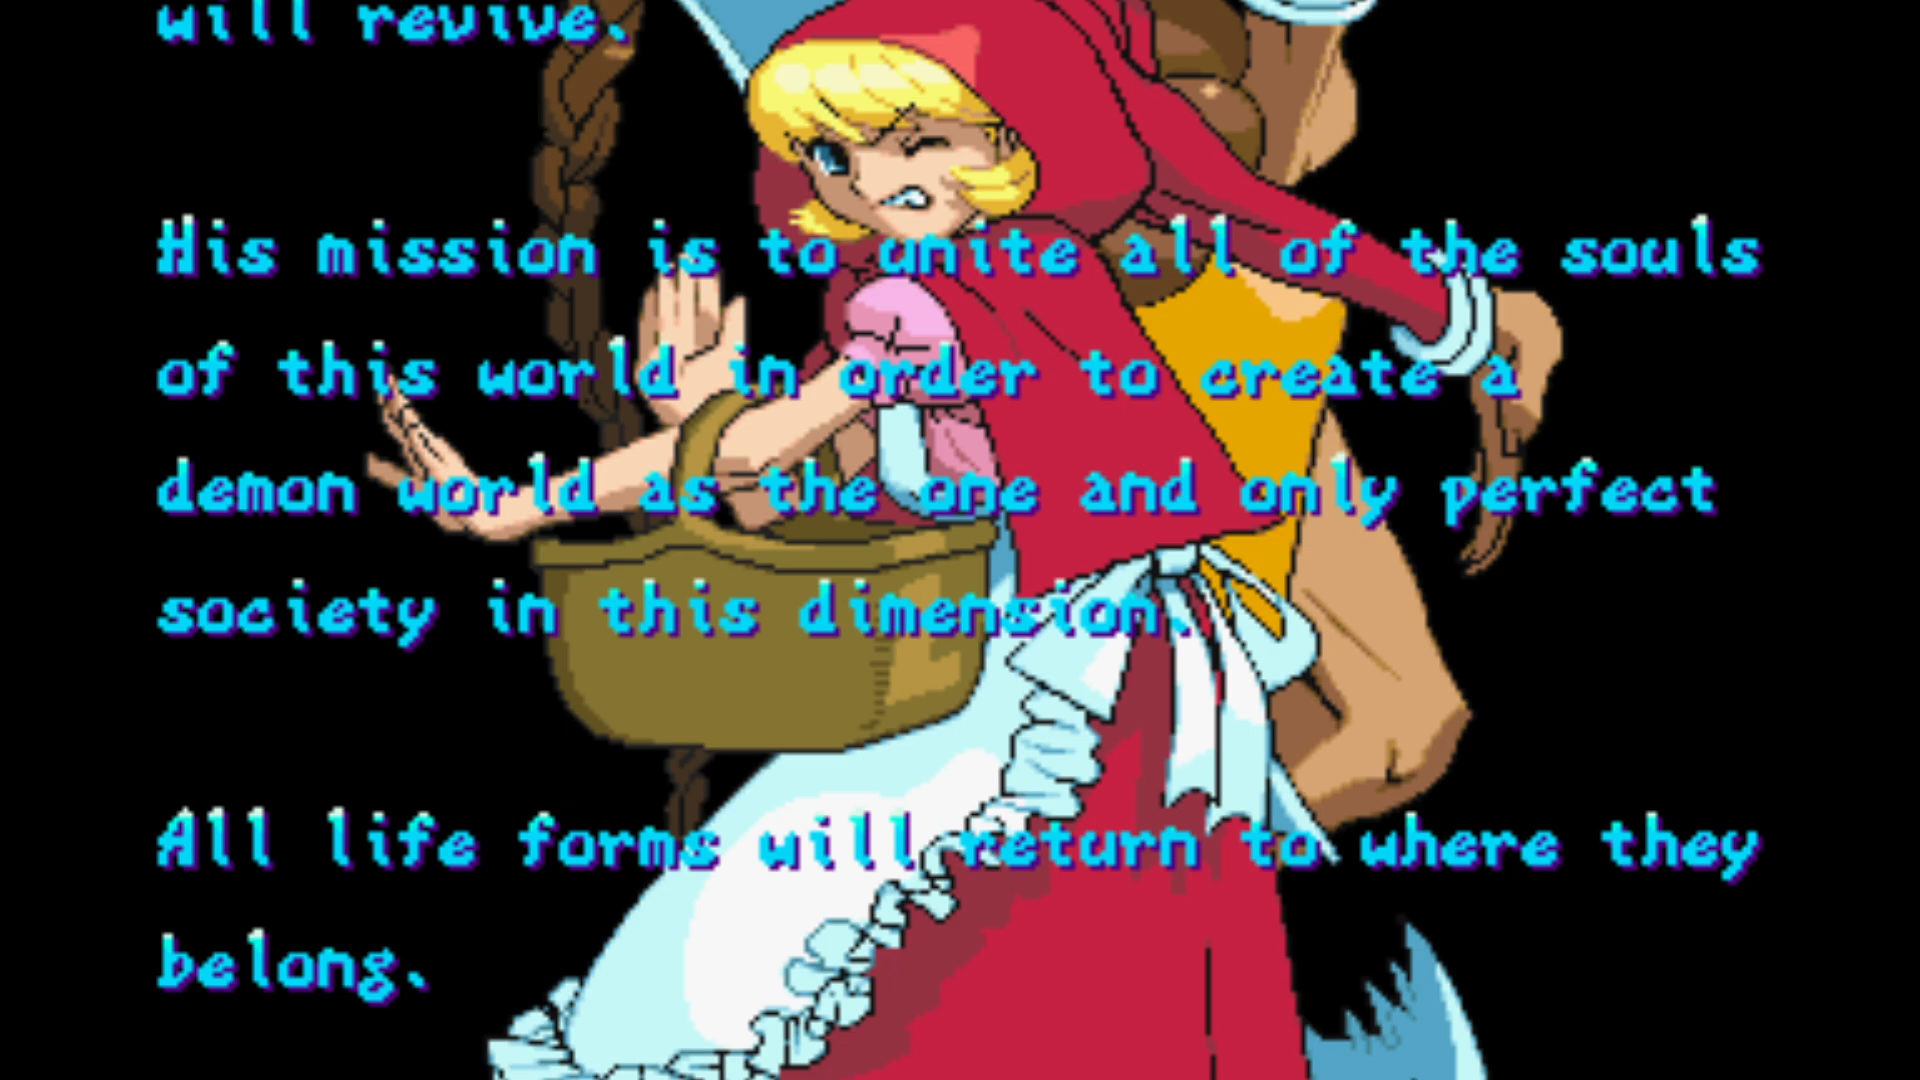 will revive.
His mission is to unite all of the souls
of this world in order to create a
demon world as the one and only perfect
society in this dimension.
All life forms will return to where they
belong.